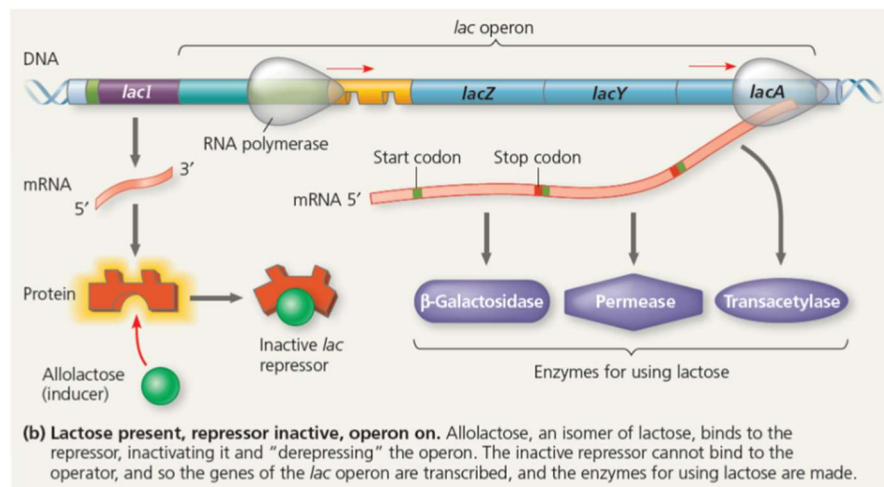 lac operon
DNA
lacI
lacZ
lacY
lacA
RNA polymerase
Start codon
Stop codon
mRNA
3′
5′
mRNA 5′
Protein
β-Galactosidase
Permease
Transacetylase
Inactive lac
repressor
Allolactose
(inducer)
Enzymes for using lactose
(b) Lactose present, repressor inactive, operon on. Allolactose, an isomer of lactose, binds to the
repressor, inactivating it and “derepressing” the operon. The inactive repressor cannot bind to the
operator, and so the genes of the lac operon are transcribed, and the enzymes for using lactose are made.